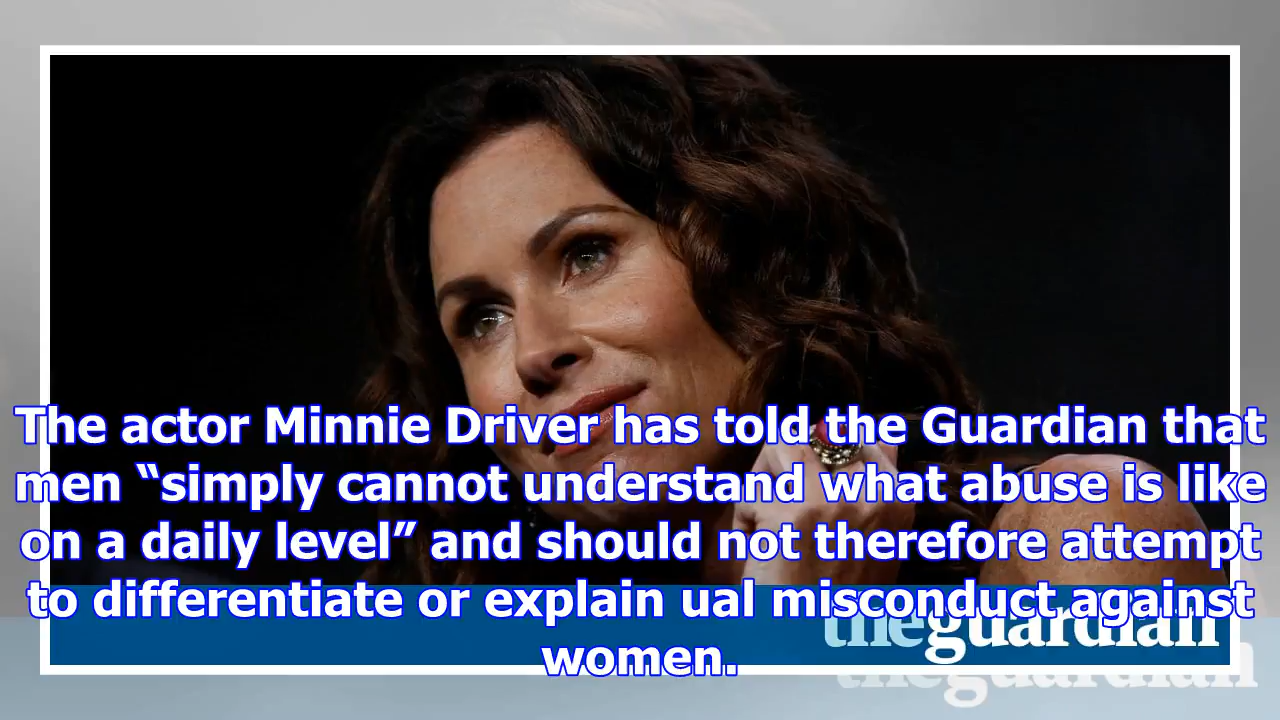 The actor Minnie Driver has told the Guardian that
men “simply cannot understand what abuse is like
on a daily level” and should not therefore attempt
to differentiate or explain ual misconduct against
women.
theguardian
theguardian